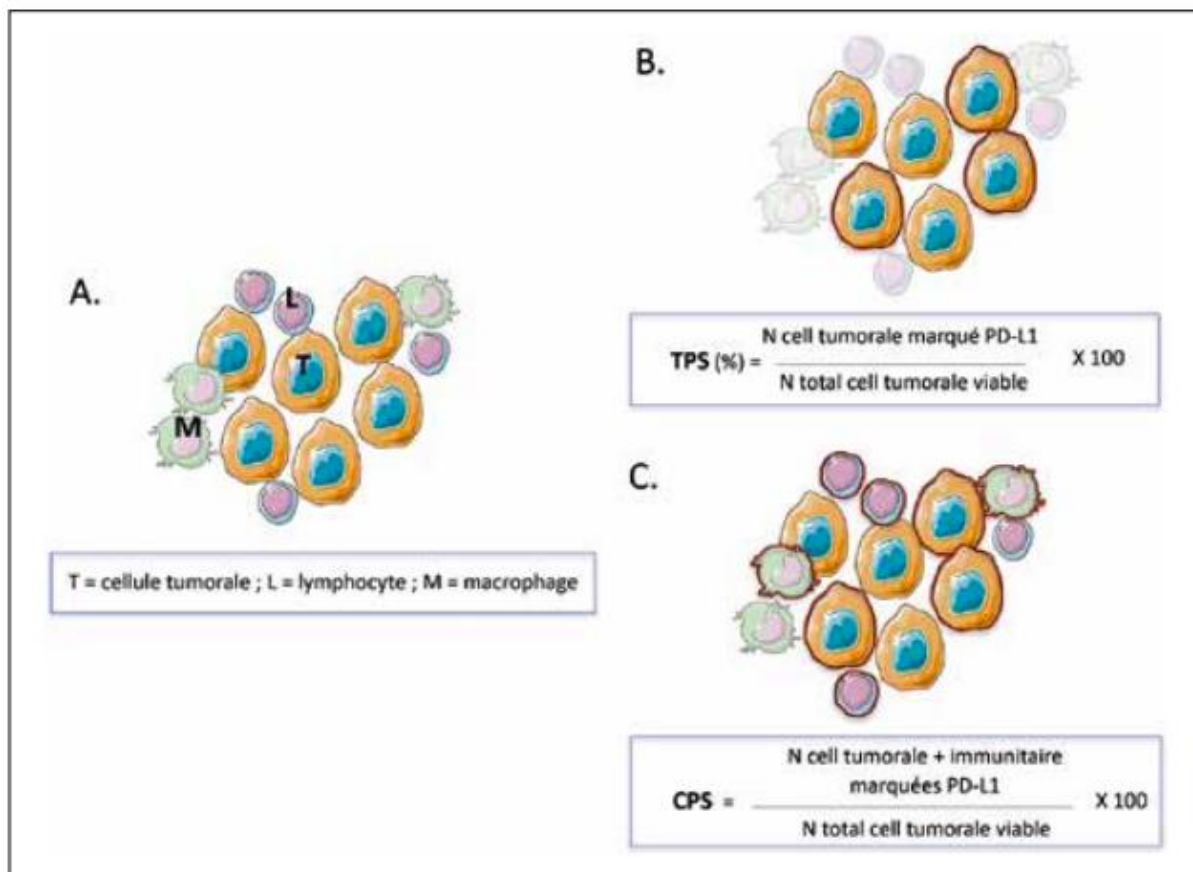 A.
L
T
M
T = cellule tumorale ; L = lymphocyte ; M = macrophage
B.
N cell tumorale marqué PD-L1
TPS (%) = X 100
N total cell tumorale viable
C.
N cell tumorale + immunitaire
marquées PD-L1
CPS = X 100
N total cell tumorale viable